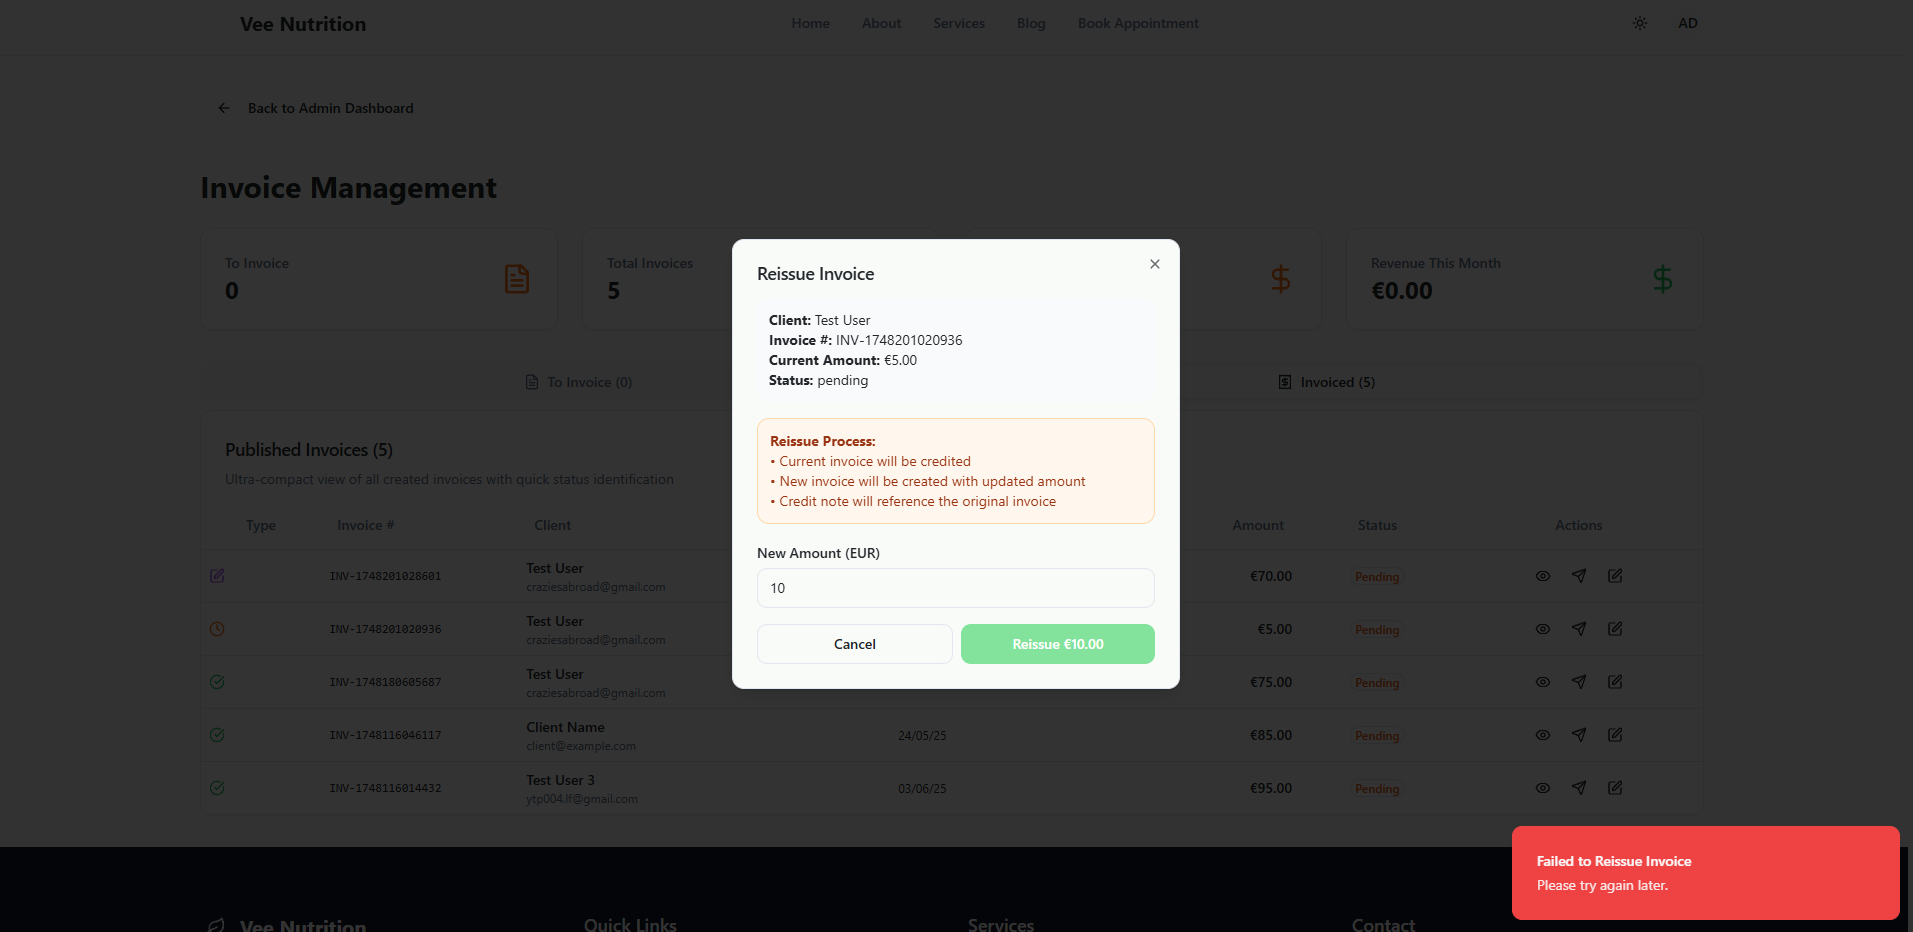 Vee Nutrition
Home
About
Services
Blog
Book Appointment
AD
Back to Admin Dashboard
Invoice Management
To Invoice
0
Total Invoices
5
Revenue This Month
€0.00
To Invoice (0)
Invoiced (5)
Published Invoices (5)
Ultra-compact view of all created invoices with quick status identification
Type
Invoice #
Client
Amount
Status
Actions
INV-1748201028601
Test User
craziesabroad@gmail.com
€70.00
Pending
INV-1748201020936
Test User
craziesabroad@gmail.com
€5.00
Pending
INV-1748180605687
Test User
craziesabroad@gmail.com
€75.00
Pending
INV-1748116046117
Client Name
client@example.com
24/05/25
€85.00
Pending
INV-1748116014432
Test User 3
ytp004.lf@gmail.com
03/06/25
€95.00
Pending
Reissue Invoice
Client: Test User
Invoice #: INV-1748201020936
Current Amount: €5.00
Status: pending
Reissue Process:
• Current invoice will be credited
• New invoice will be created with updated amount
• Credit note will reference the original invoice
New Amount (EUR)
10
Cancel
Reissue €10.00
Failed to Reissue Invoice
Please try again later.
Vee Nutrition
Quick Links
Services
Contact